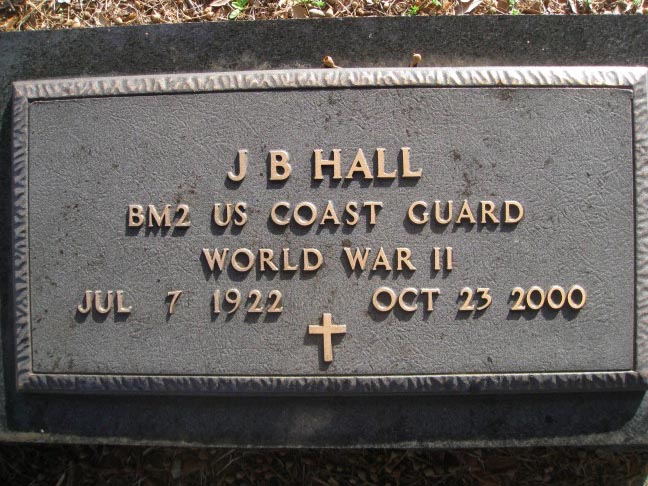 J B HALL
BM2 US COAST GUARD
WORLD WAR II
JUL 7 1922 OCT 23 2000